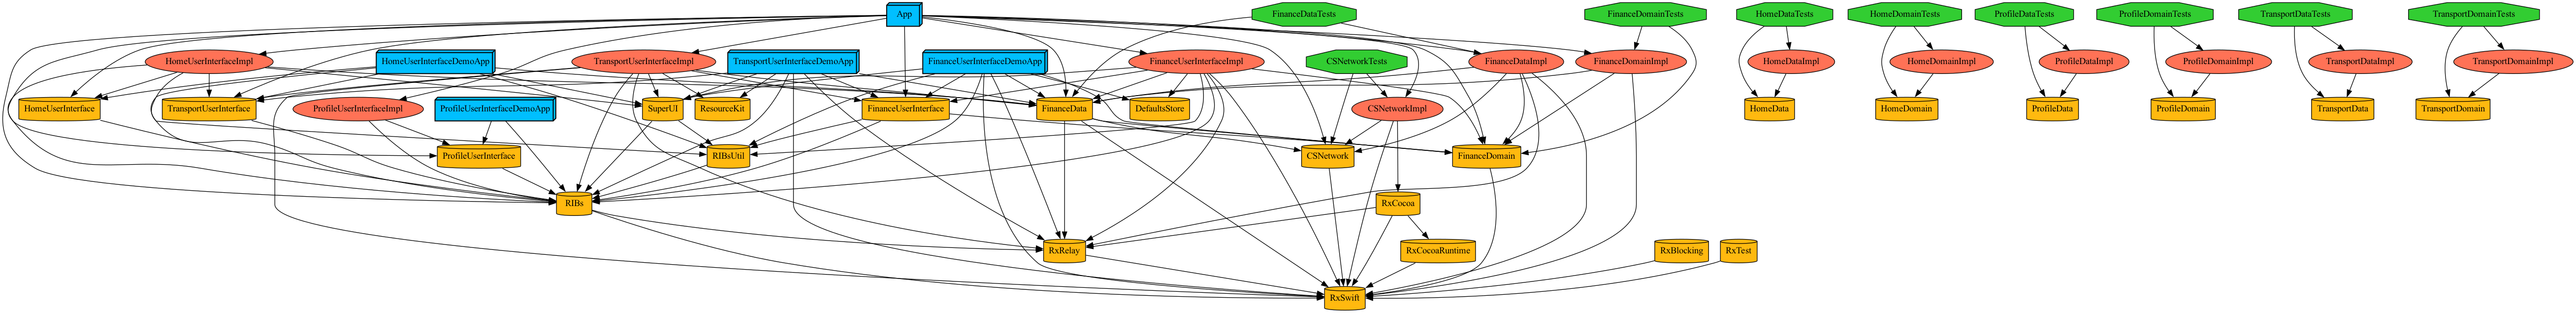 App
FinanceDataTests
FinanceDomainTests
HomeDataTests
HomeDomainTests
ProfileDataTests
ProfileDomainTests
TransportDataTests
TransportDomainTests
HomeUserInterfaceImpl
HomeUserInterfaceDemoApp
TransportUserInterfaceImpl
TransportUserInterfaceDemoApp
FinanceUserInterfaceDemoApp
FinanceUserInterfaceImpl
CSNetworkTests
FinanceDataImpl
FinanceDomainImpl
HomeDataImpl
HomeDomainImpl
ProfileDataImpl
ProfileDomainImpl
TransportDataImpl
TransportDomainImpl
HomeUserInterface
TransportUserInterface
ProfileUserInterfaceImpl
ProfileUserInterfaceDemoApp
SuperUI
ResourceKit
FinanceUserInterface
FinanceData
DefaultsStore
CSNetworkImpl
HomeData
HomeDomain
ProfileData
ProfileDomain
TransportData
TransportDomain
ProfileUserInterface
RIBsUtil
CSNetwork
FinanceDomain
RIBs
RxCocoa
RxRelay
RxCocoaRuntime
RxBlocking
RxTest
RxSwift